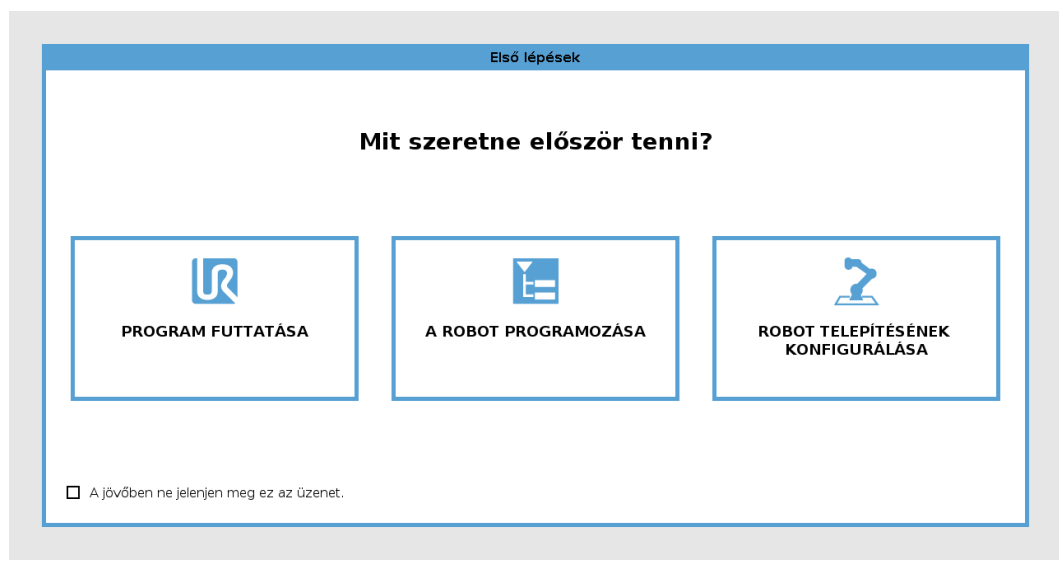 Első lépések
Mit szeretne először tenni?
PROGRAM FUTTATÁSA
A ROBOT PROGRAMOZÁSA
ROBOT TELEPÍTÉSÉNEK
KONFIGURÁLÁSA
A jövőben ne jelenjen meg ez az üzenet.